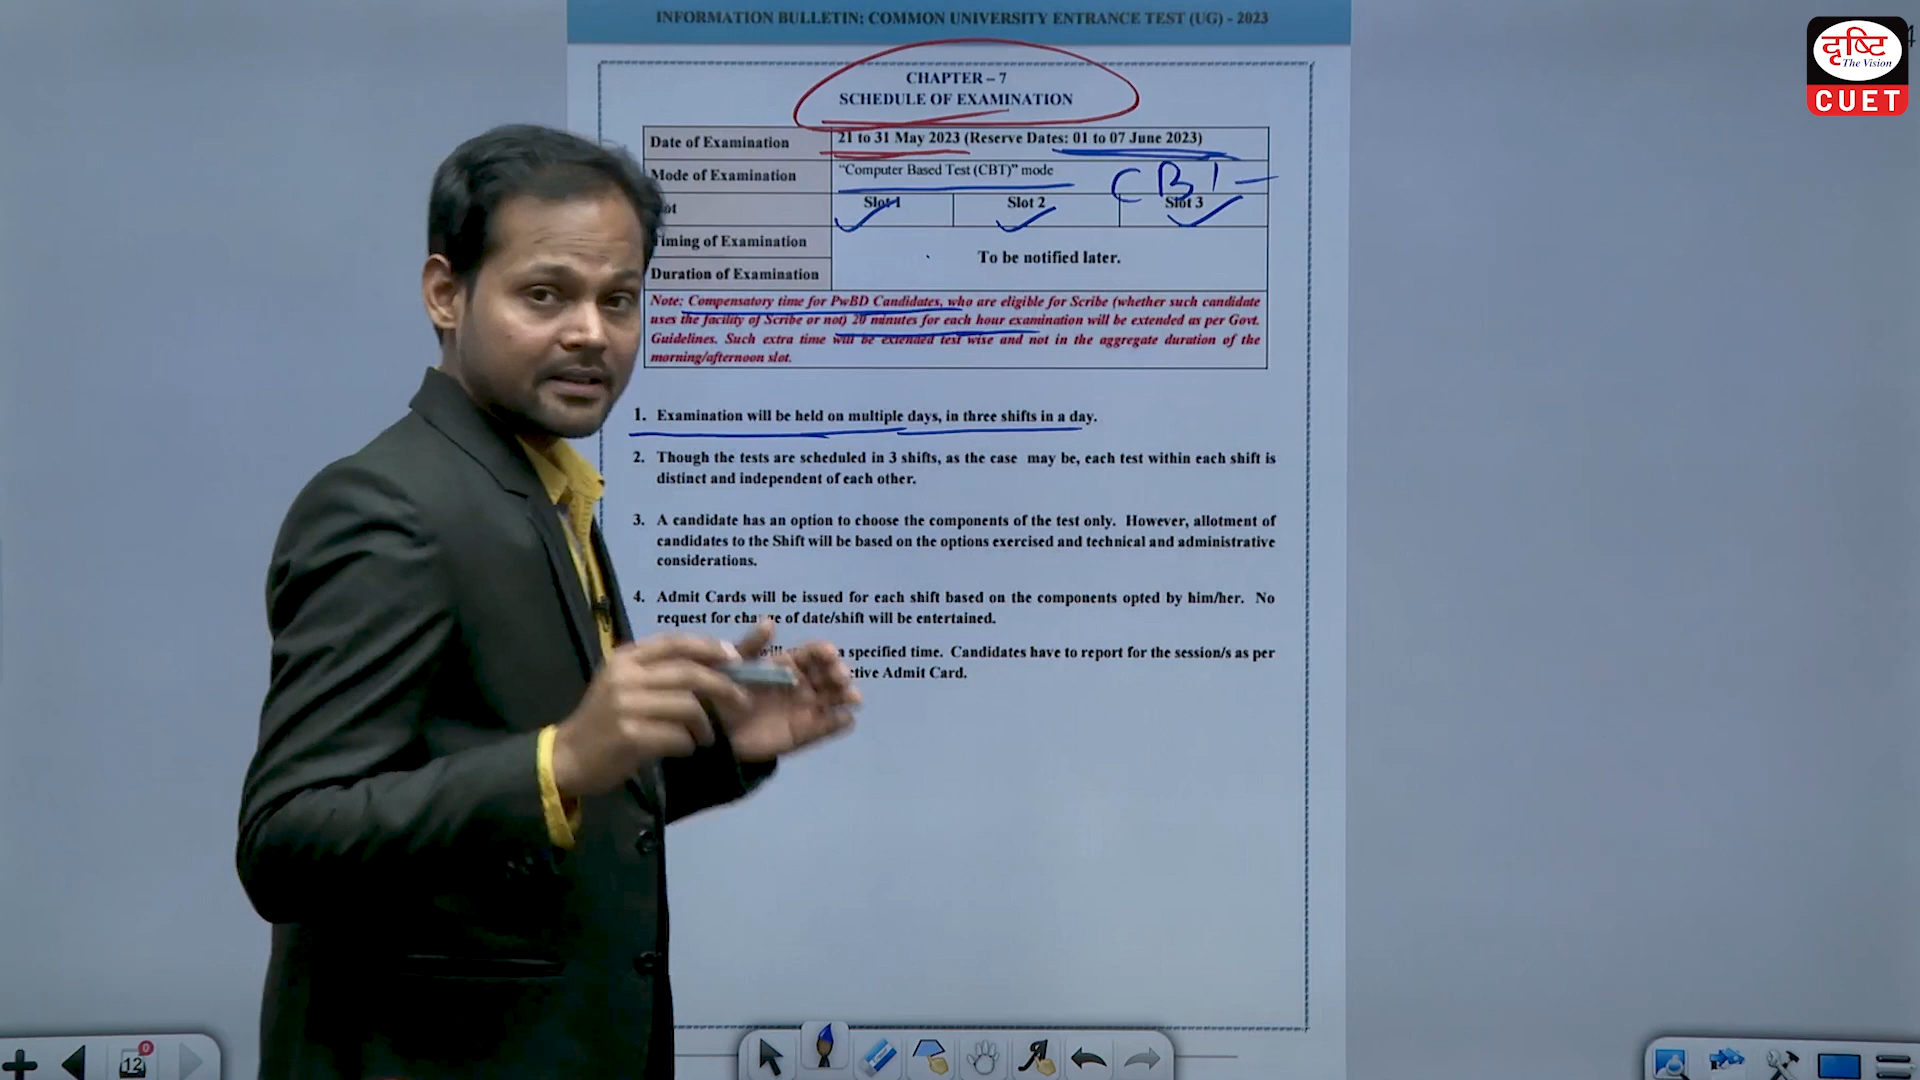 INFORMATION BULLETIN: COMMON UNIVERSITY ENTRANCE TEST (UG) - 2023
दृष्टि
The Vision
CUET
4
CHAPTER – 7
SCHEDULE OF EXAMINATION
Date of Examination 21 to 31 May 2023 (Reserve Dates: 01 to 07 June 2023)
Mode of Examination "Computer Based Test (CBT)" mode CBT
Slot 1 Slot 2 Slot 3
Timing of Examination
To be notified later.
Duration of Examination
Note: Compensatory time for PwBD Candidates, who are eligible for Scribe (whether such candidate
uses the facility of Scribe or not) 20 minutes for each hour examination will be extended as per Govt.
Guidelines. Such extra time will be extended test wise and not in the aggregate duration of the
morning/afternoon slot.
1. Examination will be held on multiple days, in three shifts in a day.
2. Though the tests are scheduled in 3 shifts, as the case may be, each test within each shift is
distinct and independent of each other.
3. A candidate has an option to choose the components of the test only. However, allotment of
candidates to the Shift will be based on the options exercised and technical and administrative
considerations.
4. Admit Cards will be issued for each shift based on the components opted by him/her. No
request for change of date/shift will be entertained.
will a specified time. Candidates have to report for the session/s as per
Admit Card.
12
0